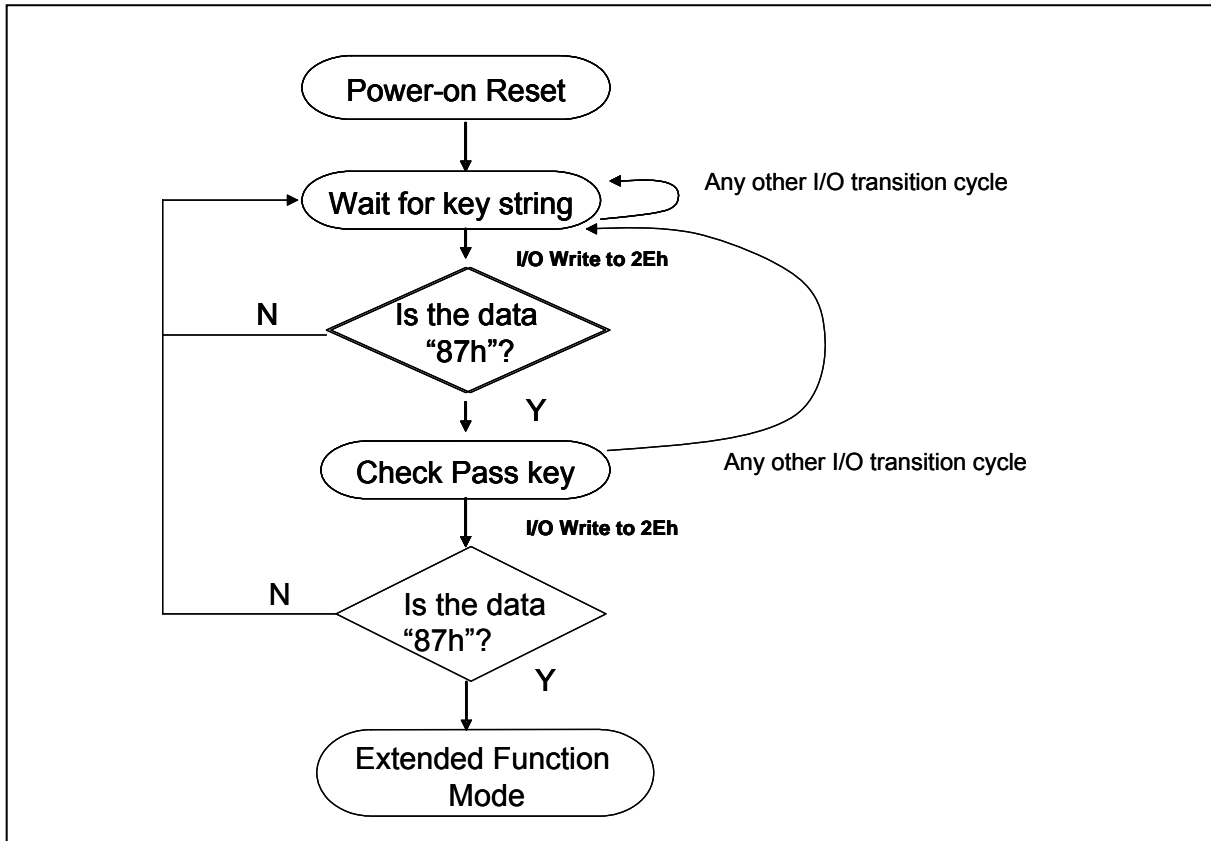 Power-on Reset
Wait for key string
Any other I/O transition cycle
I/O Write to 2Eh
N
Is the data
“87h”?
Y
Check Pass key
Any other I/O transition cycle
I/O Write to 2Eh
N
Is the data
“87h”?
Y
Extended Function
Mode